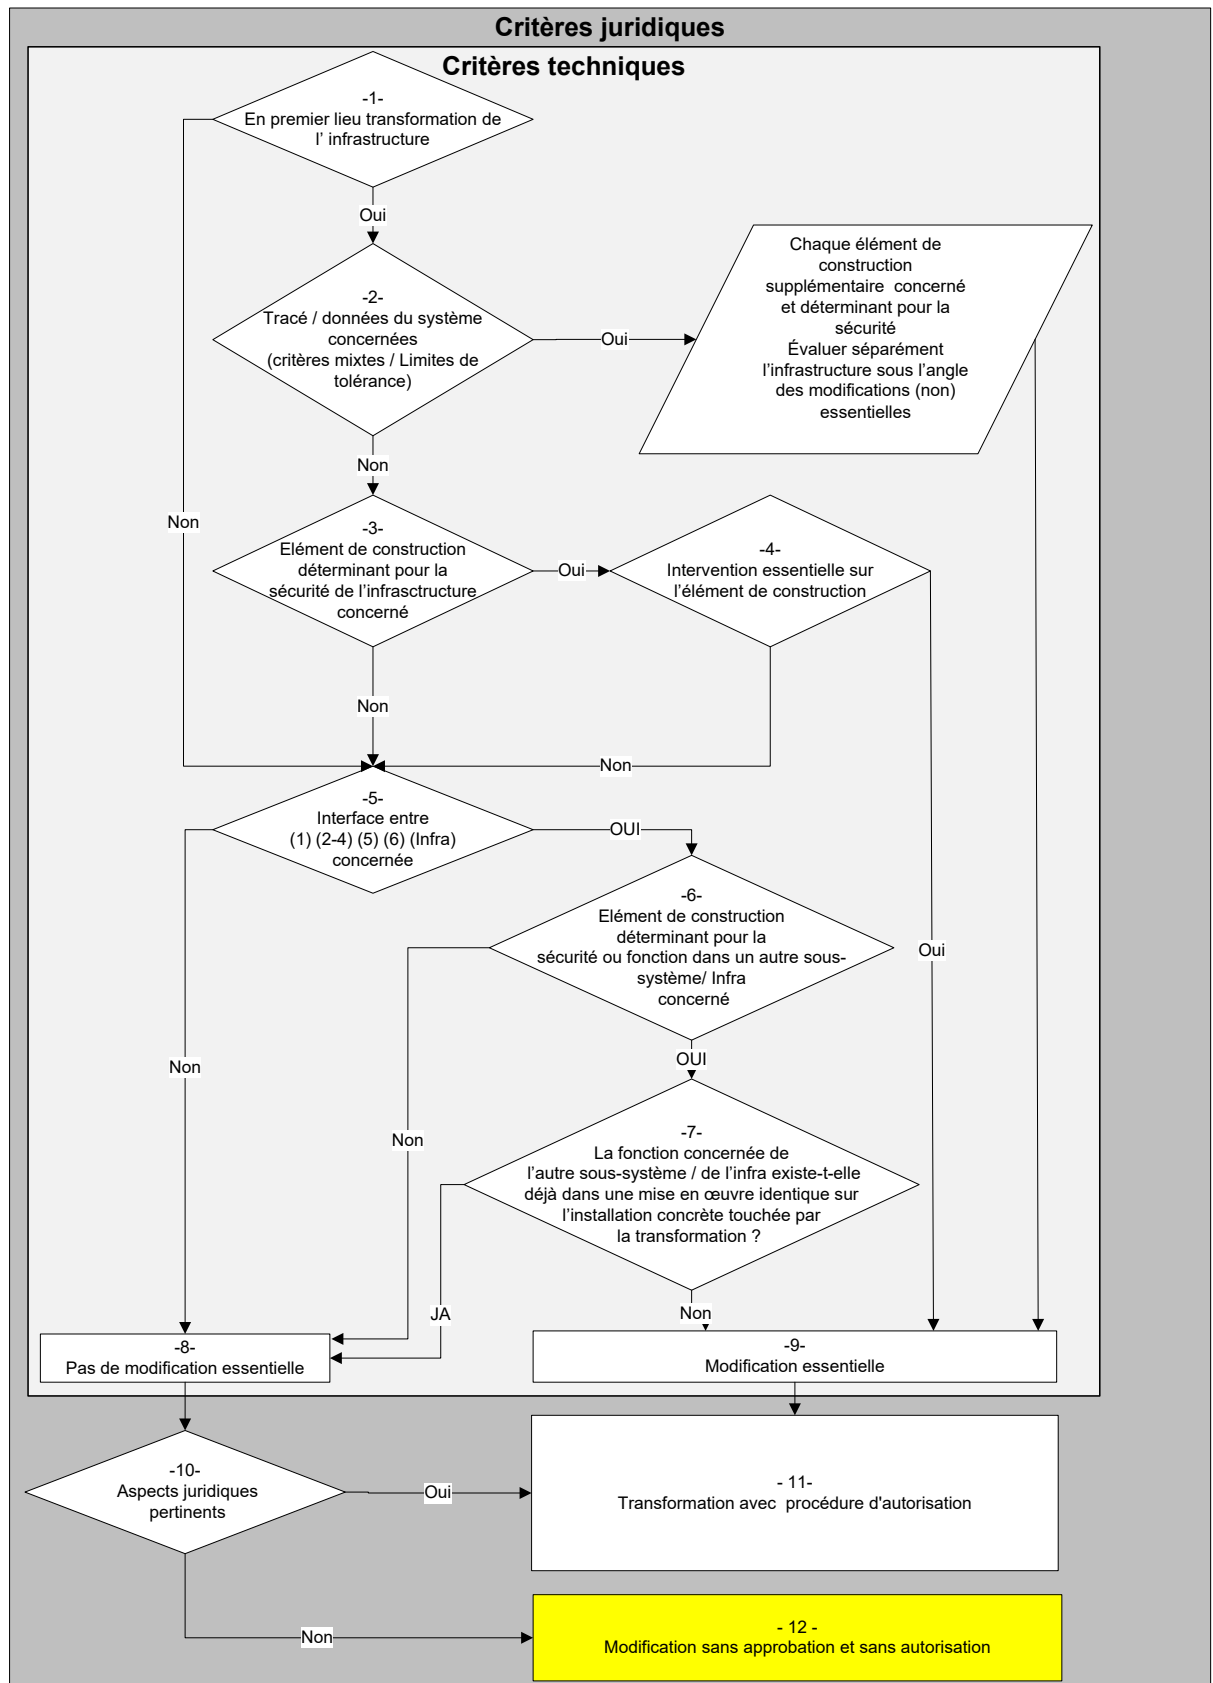 Critères juridiques
Critères techniques
-1-
En premier lieu transformation de
l' infrastructure
Oui
-2-
Tracé / données du système
concernées
(critères mixtes / Limites de
tolérance)
Oui
Chaque élément de
construction
supplémentaire  concerné
et déterminant pour la
sécurité
Évaluer séparément
l'infrastructure sous l'angle
des modifications (non)
essentielles
Non
Non
-3-
Elément de construction
déterminant pour la
sécurité de l'infrasctructure
concerné
Oui
-4-
Intervention essentielle sur
l'élément de construction
Non
Non
-5-
Interface entre
(1) (2-4) (5) (6) (Infra)
concernée
OUI
-6-
Elément de construction
déterminant pour la
sécurité ou fonction dans un autre sous-
système/ Infra
concerné
Oui
OUI
Non
Non
-7-
La fonction concernée de
l'autre sous-système / de l'infra existe-t-elle
déjà dans une mise en œuvre identique sur
l'installation concrète touchée par
la transformation ?
JA
Non
-8-
Pas de modification essentielle
-9-
Modification essentielle
-10-
Aspects juridiques
pertinents
Oui
- 11-
Transformation avec  procédure d'autorisation
Non
- 12 -
Modification sans approbation et sans autorisation